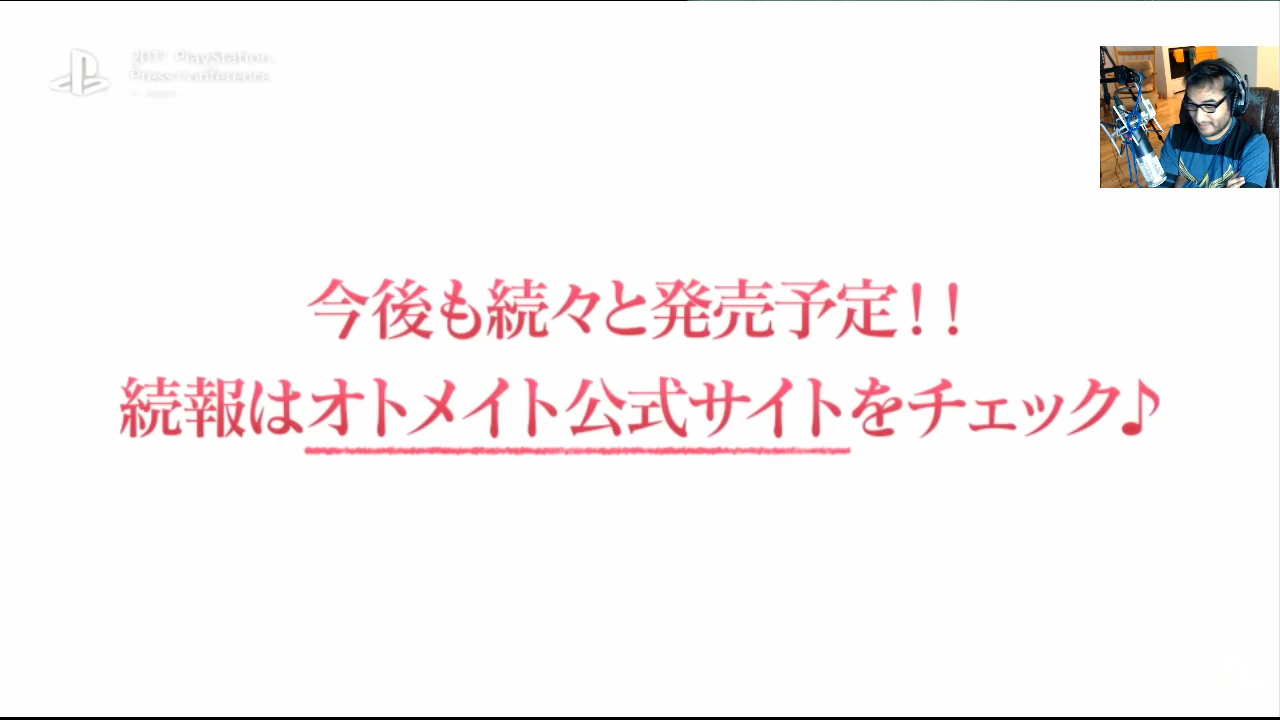 2017 PlayStation
Press Conference
今後も続々と発売予定！！
続報はオトメイト公式サイトをチェック♪